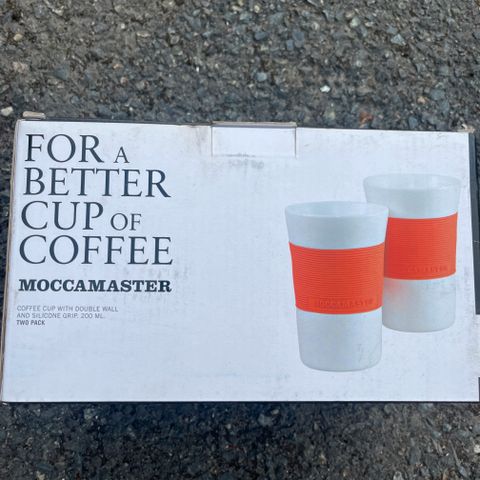 FOR A
BETTER
CUP OF
COFFEE
MOCCAMASTER
COFFEE CUP WITH DOUBLE WALL
AND SILICONE GRIP. 200 ML.
TWO PACK
MOCCAMASTER